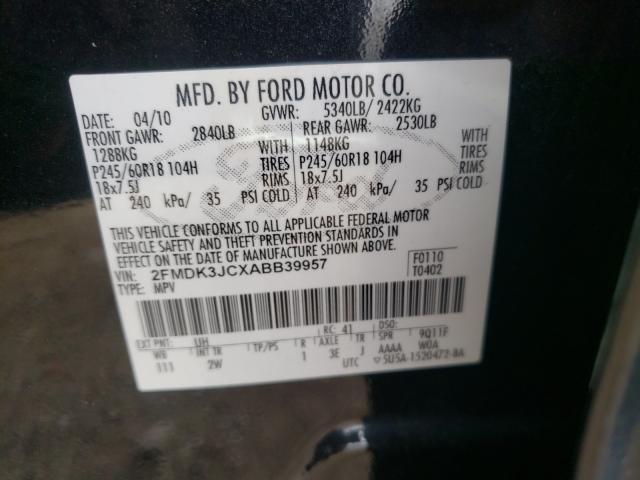 MFD. BY FORD MOTOR CO.
DATE: 04/10 GVWR: 5340LB/ 2422KG
FRONT GAWR: 2840LB REAR GAWR: 2530LB
1288KG WITH 1148KG WITH
P245/60R18 104H TIRES P245/60R18 104H TIRES
18x7.5J RIMS 18x7.5J RIMS
AT 240 kPa/ 35 PSI COLD AT 240 kPa/ 35 PSI COLD
Ford
THIS VEHICLE CONFORMS TO ALL APPLICABLE FEDERAL MOTOR
VEHICLE SAFETY AND THEFT PREVENTION STANDARDS IN
EFFECT ON THE DATE OF MANUFACTURE SHOWN ABOVE.
VIN: 2FMDK3JCXABB39957 F0110
TYPE: MPV T0402
EXT PNT: UH RC: 41 DSO:
WB INT TR TP/PS R AXLE TR SPR 9Q11F
111 2W 1 3E J AAAA W0A
UTC 5U5A-1520472-BA